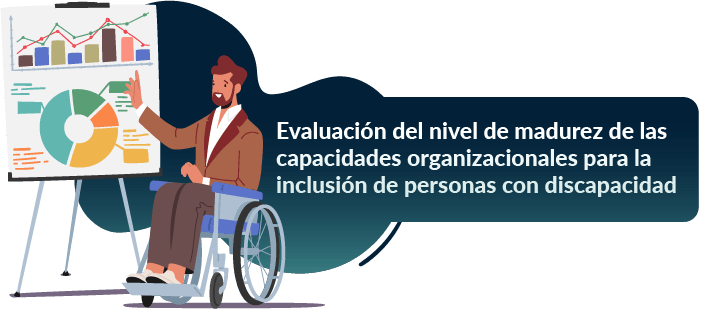 Evaluación del nivel de madurez de las
capacidades organizacionales para la
inclusión de personas con discapacidad